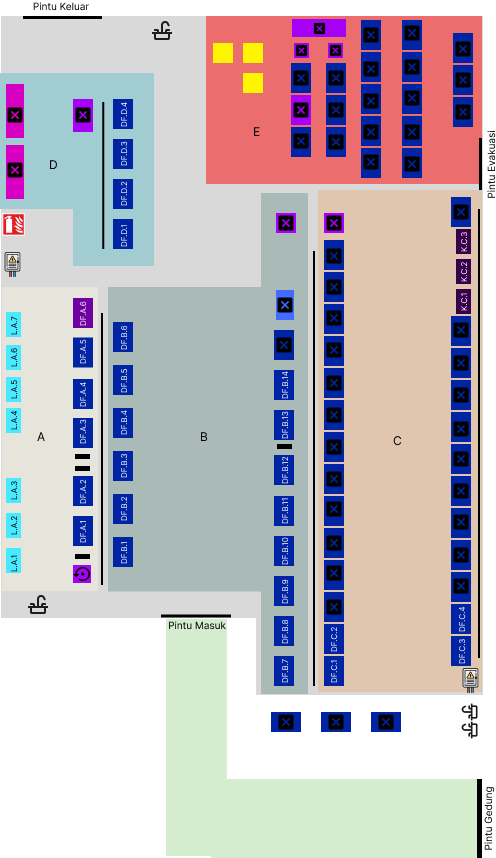 Pintu Keluar
E
Pintu Evakuasi
D
DF.D.4
DF.D.3
DF.D.2
DF.D.1
K.C.3
K.C.2
K.C.1
L.A.7
L.A.6
L.A.5
L.A.4
L.A.3
L.A.2
L.A.1
A
DF.A.6
DF.A.5
DF.A.4
DF.A.3
DF.A.2
DF.A.1
DF.B.6
DF.B.5
DF.B.4
DF.B.3
DF.B.2
DF.B.1
B
DF.B.14
DF.B.13
DF.B.12
DF.B.11
DF.B.10
DF.B.9
DF.B.8
DF.B.7
C
DF.C.2
DF.C.1
DF.C.4
DF.C.3
Pintu Masuk
Pintu Gedung